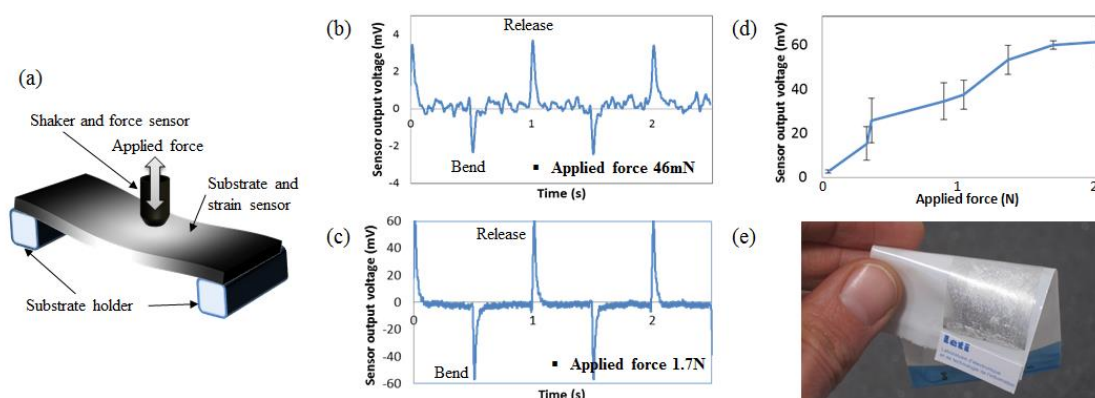 (a)
Shaker and force sensor
Applied force
Substrate and
strain sensor
Substrate holder
(b)
Sensor output voltage (mV)
4
2
0
-2
-4
0
1
2
Release
Bend
▪ Applied force 46mN
Time (s)
(c)
Sensor output voltage (mV)
60
40
20
0
-20
-40
-60
0
1
2
Release
Bend
▪ Applied force 1.7N
Time (s)
(d)
Sensor output voltage (mV)
60
40
20
0
0
1
2
Applied force (N)
(e)
leti